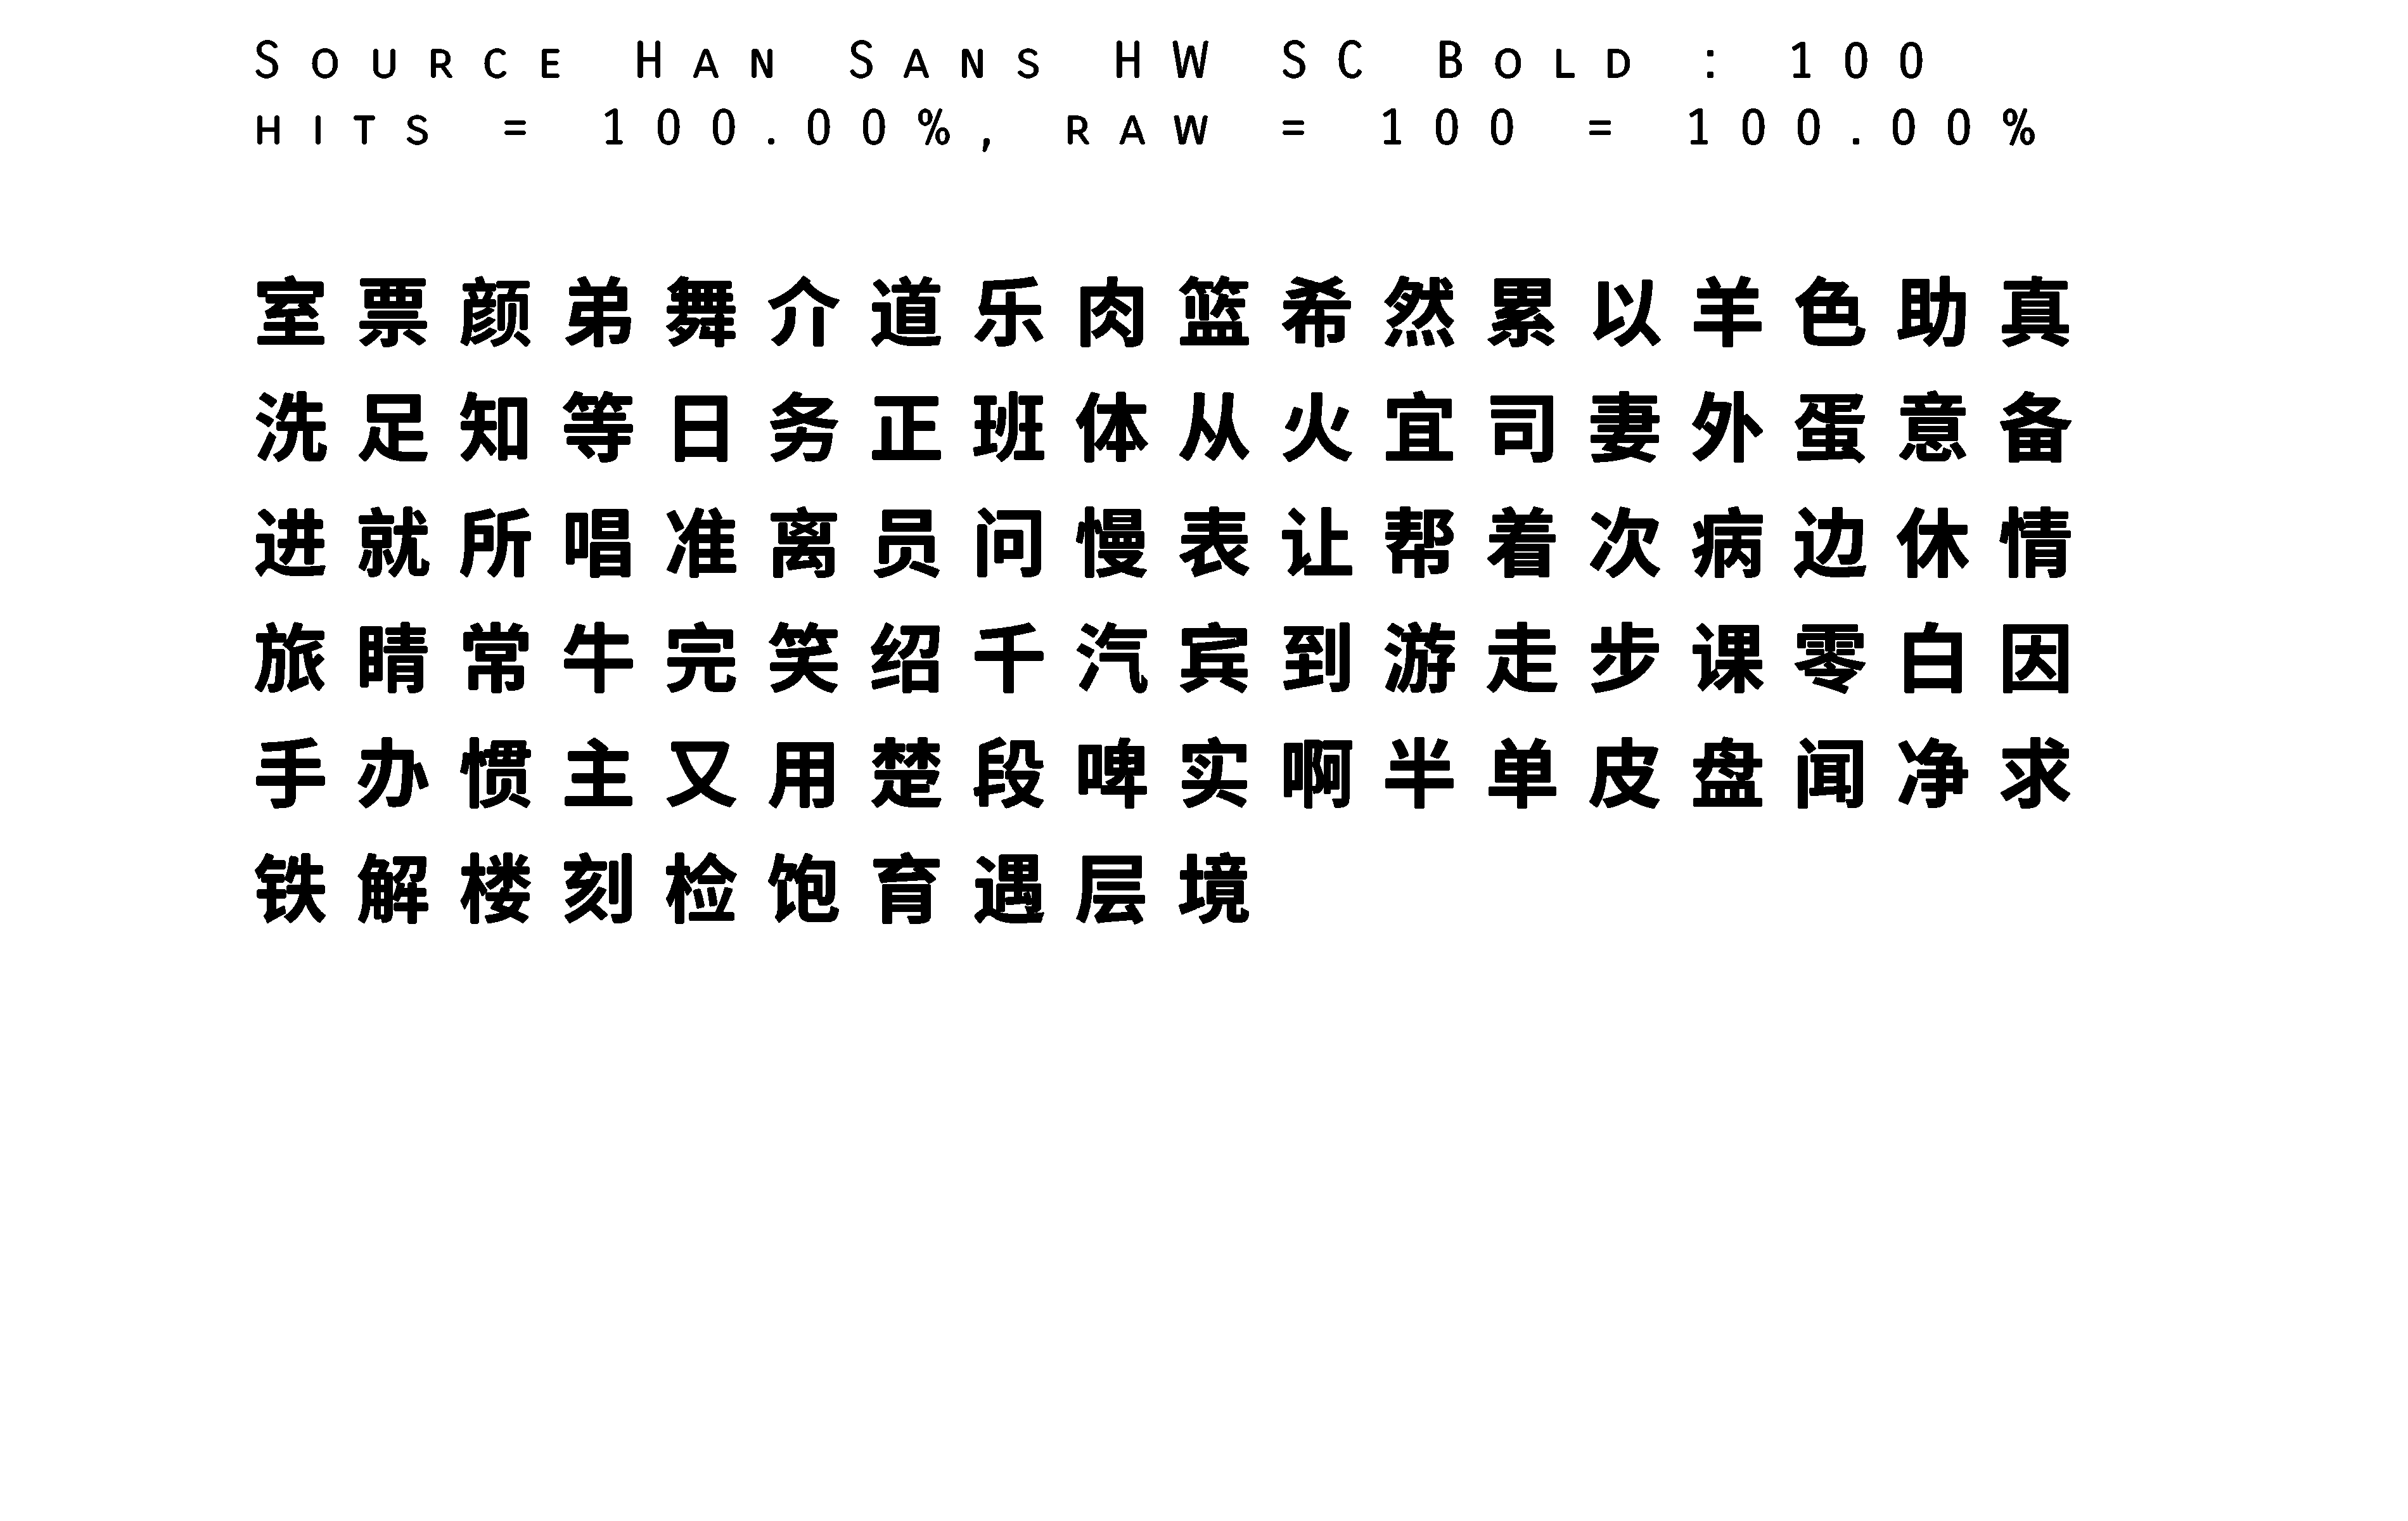 Source Han Sans HW SC Bold : 100
hits = 100.00%, raw = 100 = 100.00%
室票颜弟舞介道乐肉篮希然累以羊色助真
洗足知等日务正班体从火宜司妻外蛋意备
进就所唱准离员问慢表让帮着次病边休情
旅睛常牛完笑绍千汽宾到游走步课零白因
手办惯主又用楚段啤实啊半单皮盘闻净求
铁解楼刻检饱育遇层境